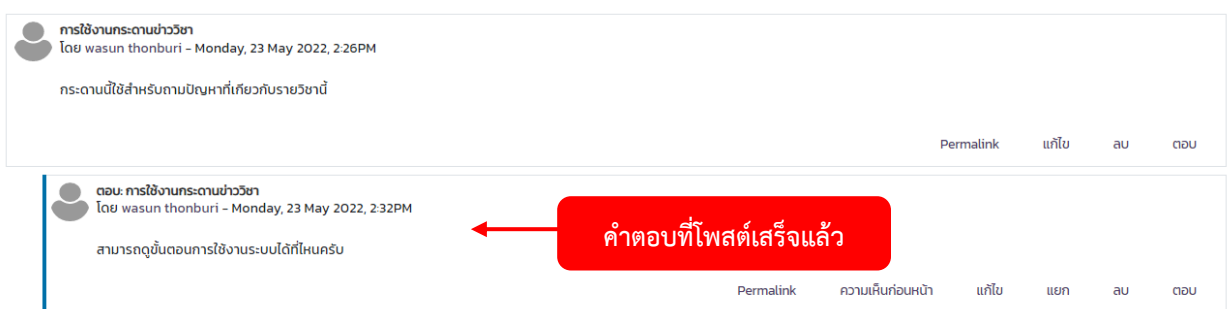 การใช้งานกระดานข่าววิชา
โดย wasun thonburi - Monday, 23 May 2022, 2:26PM
กระดานนี้ใช้สำหรับถามปัญหาที่เกี่ยวกับรายวิชานี้
Permalink แก้ไข ลบ ตอบ
ตอบ: การใช้งานกระดานข่าววิชา
โดย wasun thonburi - Monday, 23 May 2022, 2:32PM
คำตอบที่โพสต์เสร็จแล้ว
สามารถดูขั้นตอนการใช้งานระบบได้ที่ไหนครับ
Permalink ความเห็นก่อนหน้า แก้ไข แยก ลบ ตอบ